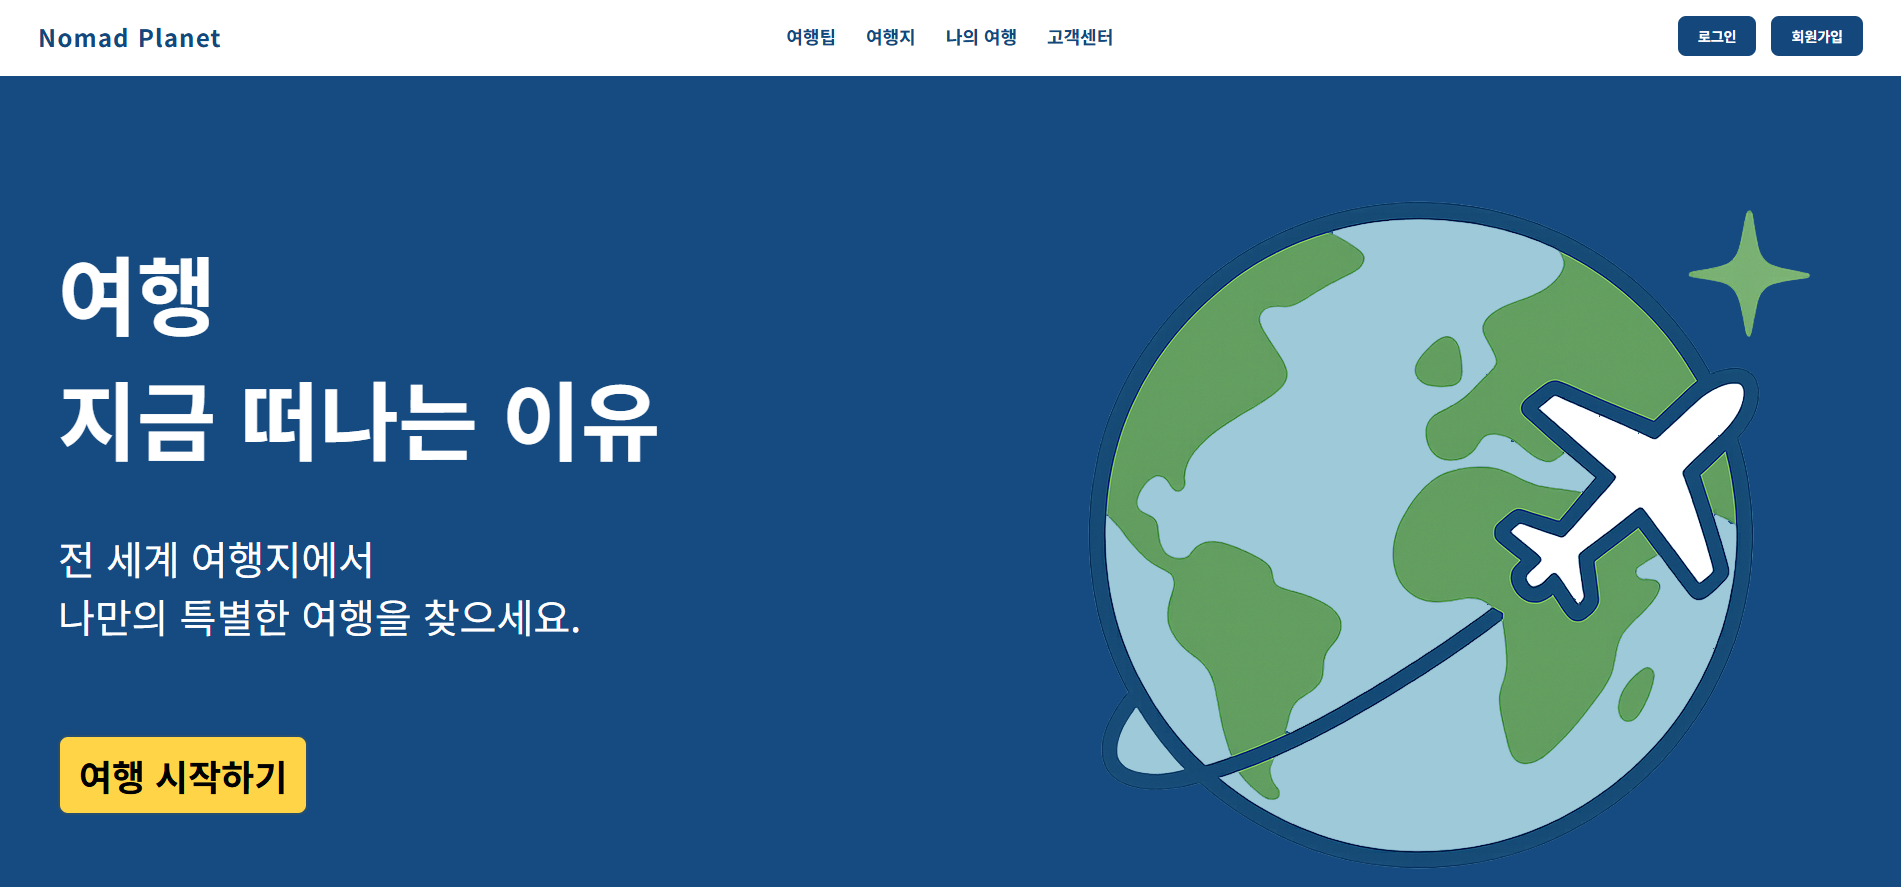 Nomad Planet
여행팁 여행지 나의 여행 고객센터
로그인 회원가입
여행
지금 떠나는 이유
전 세계 여행지에서
나만의 특별한 여행을 찾으세요.
여행 시작하기